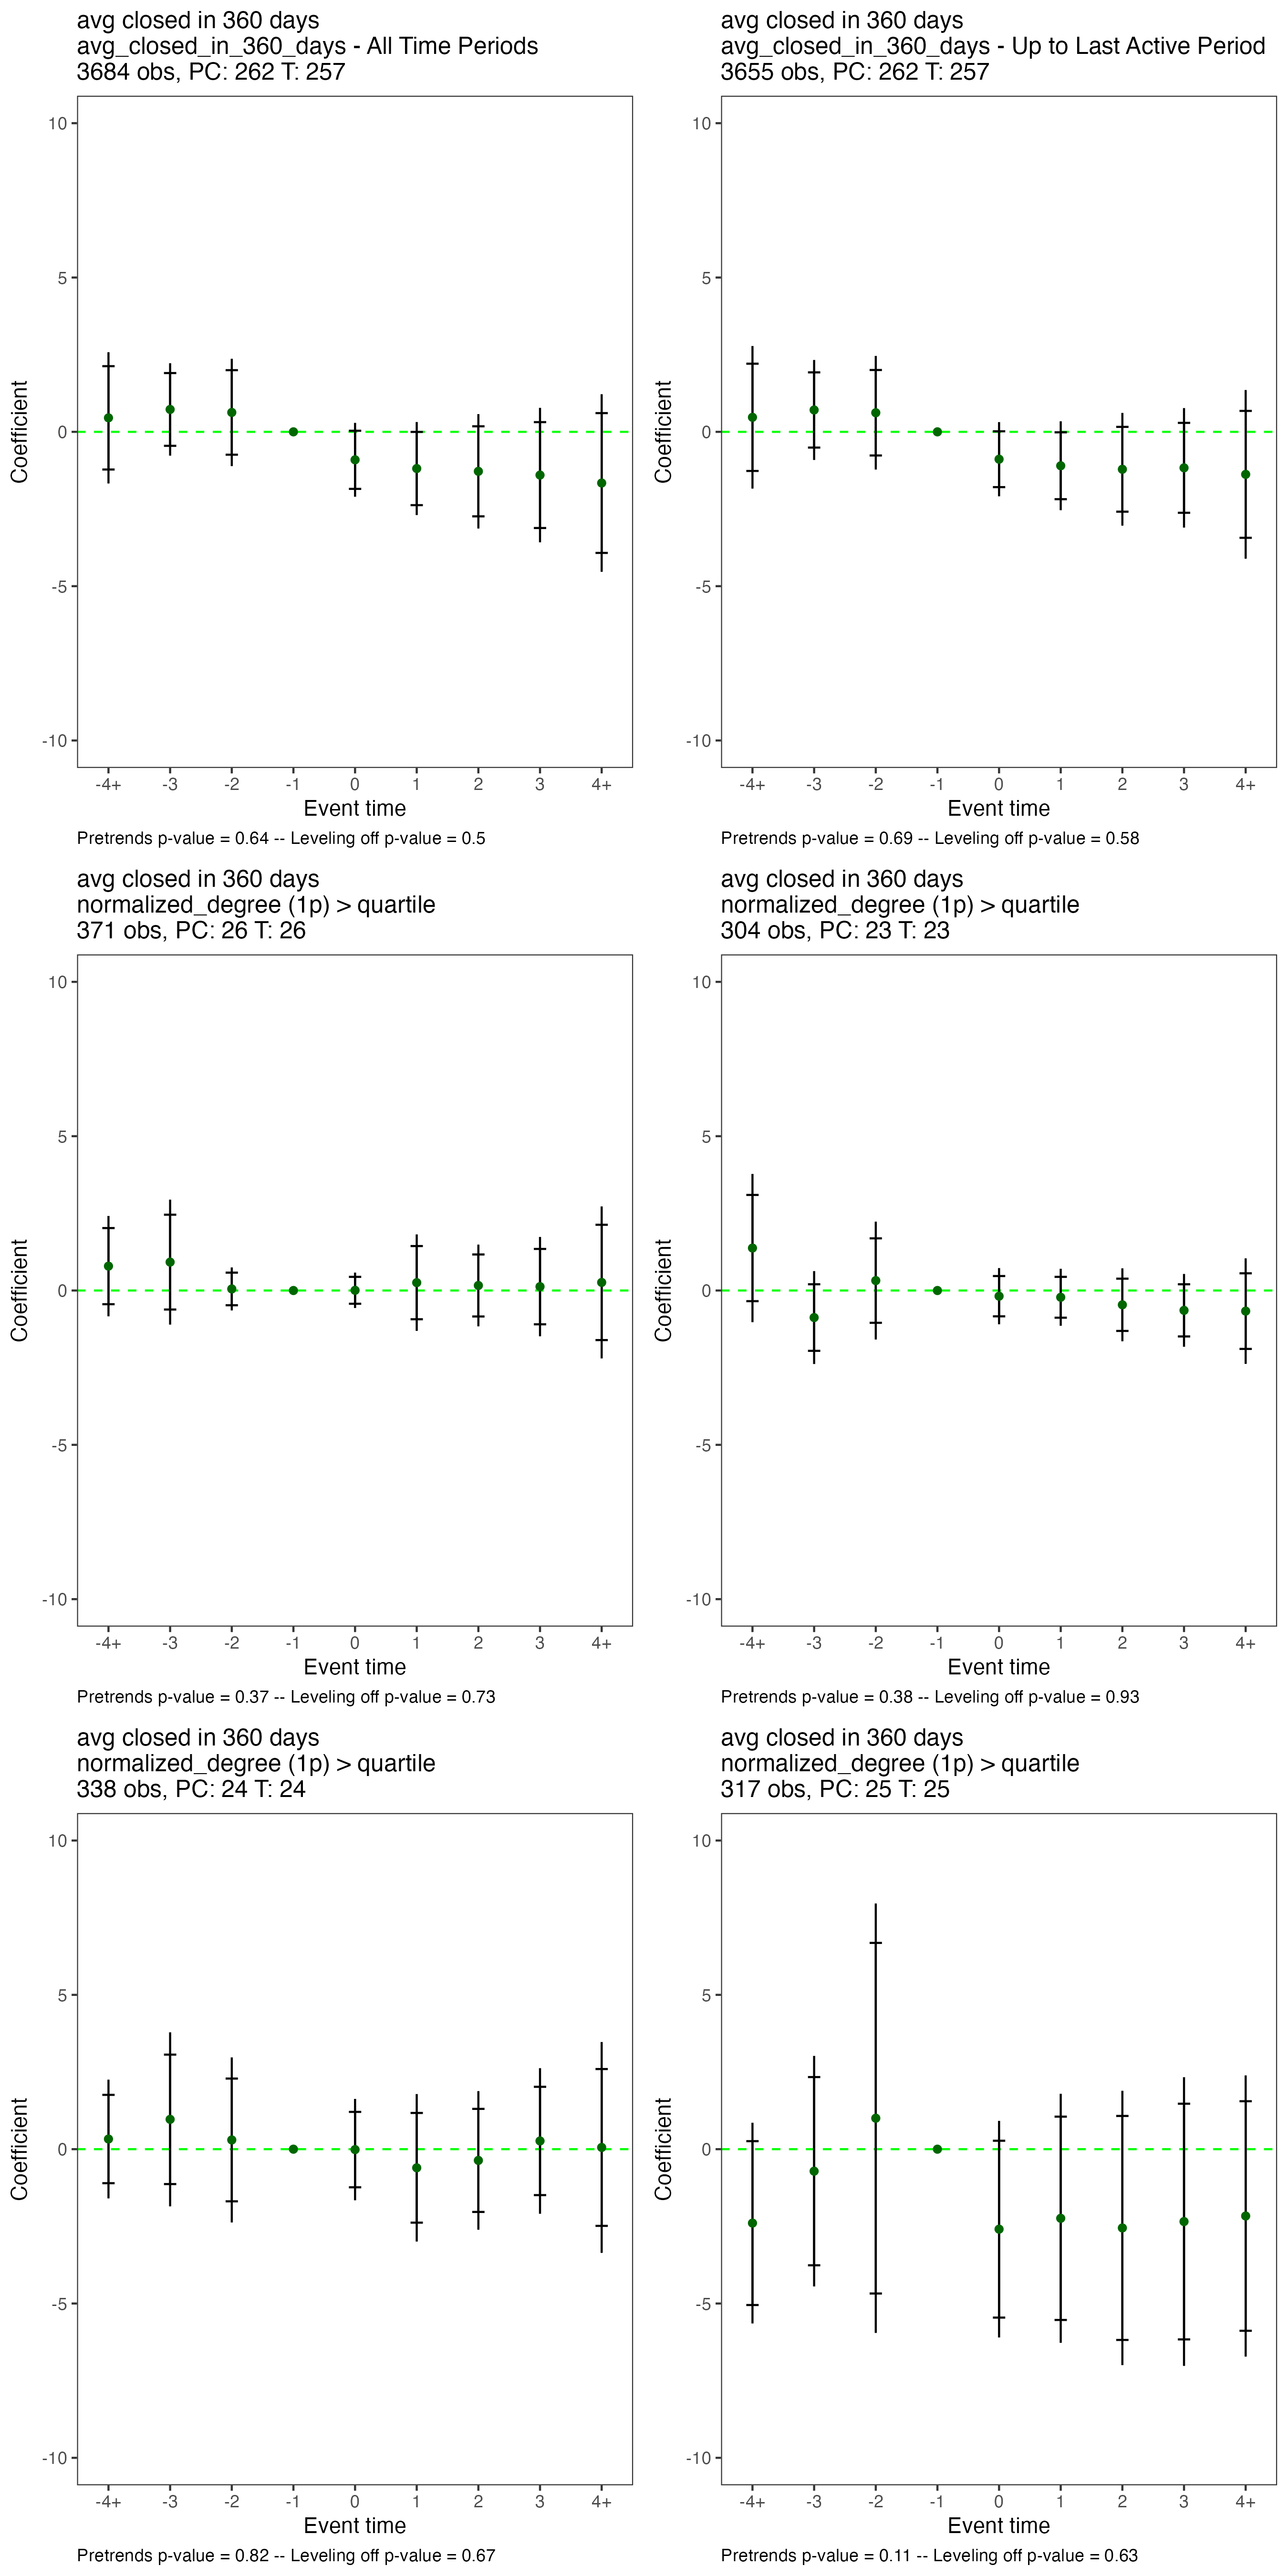 avg closed in 360 days
avg_closed_in_360_days - All Time Periods
3684 obs, PC: 262 T: 257
Coefficient
10
5
0
-5
-10
-4+ -3 -2 -1 0 1 2 3 4+
Event time
Pretrends p-value = 0.64 -- Leveling off p-value = 0.5
avg closed in 360 days
avg_closed_in_360_days - Up to Last Active Period
3655 obs, PC: 262 T: 257
Coefficient
10
5
0
-5
-10
-4+ -3 -2 -1 0 1 2 3 4+
Event time
Pretrends p-value = 0.69 -- Leveling off p-value = 0.58
avg closed in 360 days
normalized_degree (1p) > quartile
371 obs, PC: 26 T: 26
Coefficient
10
5
0
-5
-10
-4+ -3 -2 -1 0 1 2 3 4+
Event time
Pretrends p-value = 0.37 -- Leveling off p-value = 0.73
avg closed in 360 days
normalized_degree (1p) > quartile
304 obs, PC: 23 T: 23
Coefficient
10
5
0
-5
-10
-4+ -3 -2 -1 0 1 2 3 4+
Event time
Pretrends p-value = 0.38 -- Leveling off p-value = 0.93
avg closed in 360 days
normalized_degree (1p) > quartile
338 obs, PC: 24 T: 24
Coefficient
10
5
0
-5
-10
-4+ -3 -2 -1 0 1 2 3 4+
Event time
Pretrends p-value = 0.82 -- Leveling off p-value = 0.67
avg closed in 360 days
normalized_degree (1p) > quartile
317 obs, PC: 25 T: 25
Coefficient
10
5
0
-5
-10
-4+ -3 -2 -1 0 1 2 3 4+
Event time
Pretrends p-value = 0.11 -- Leveling off p-value = 0.63